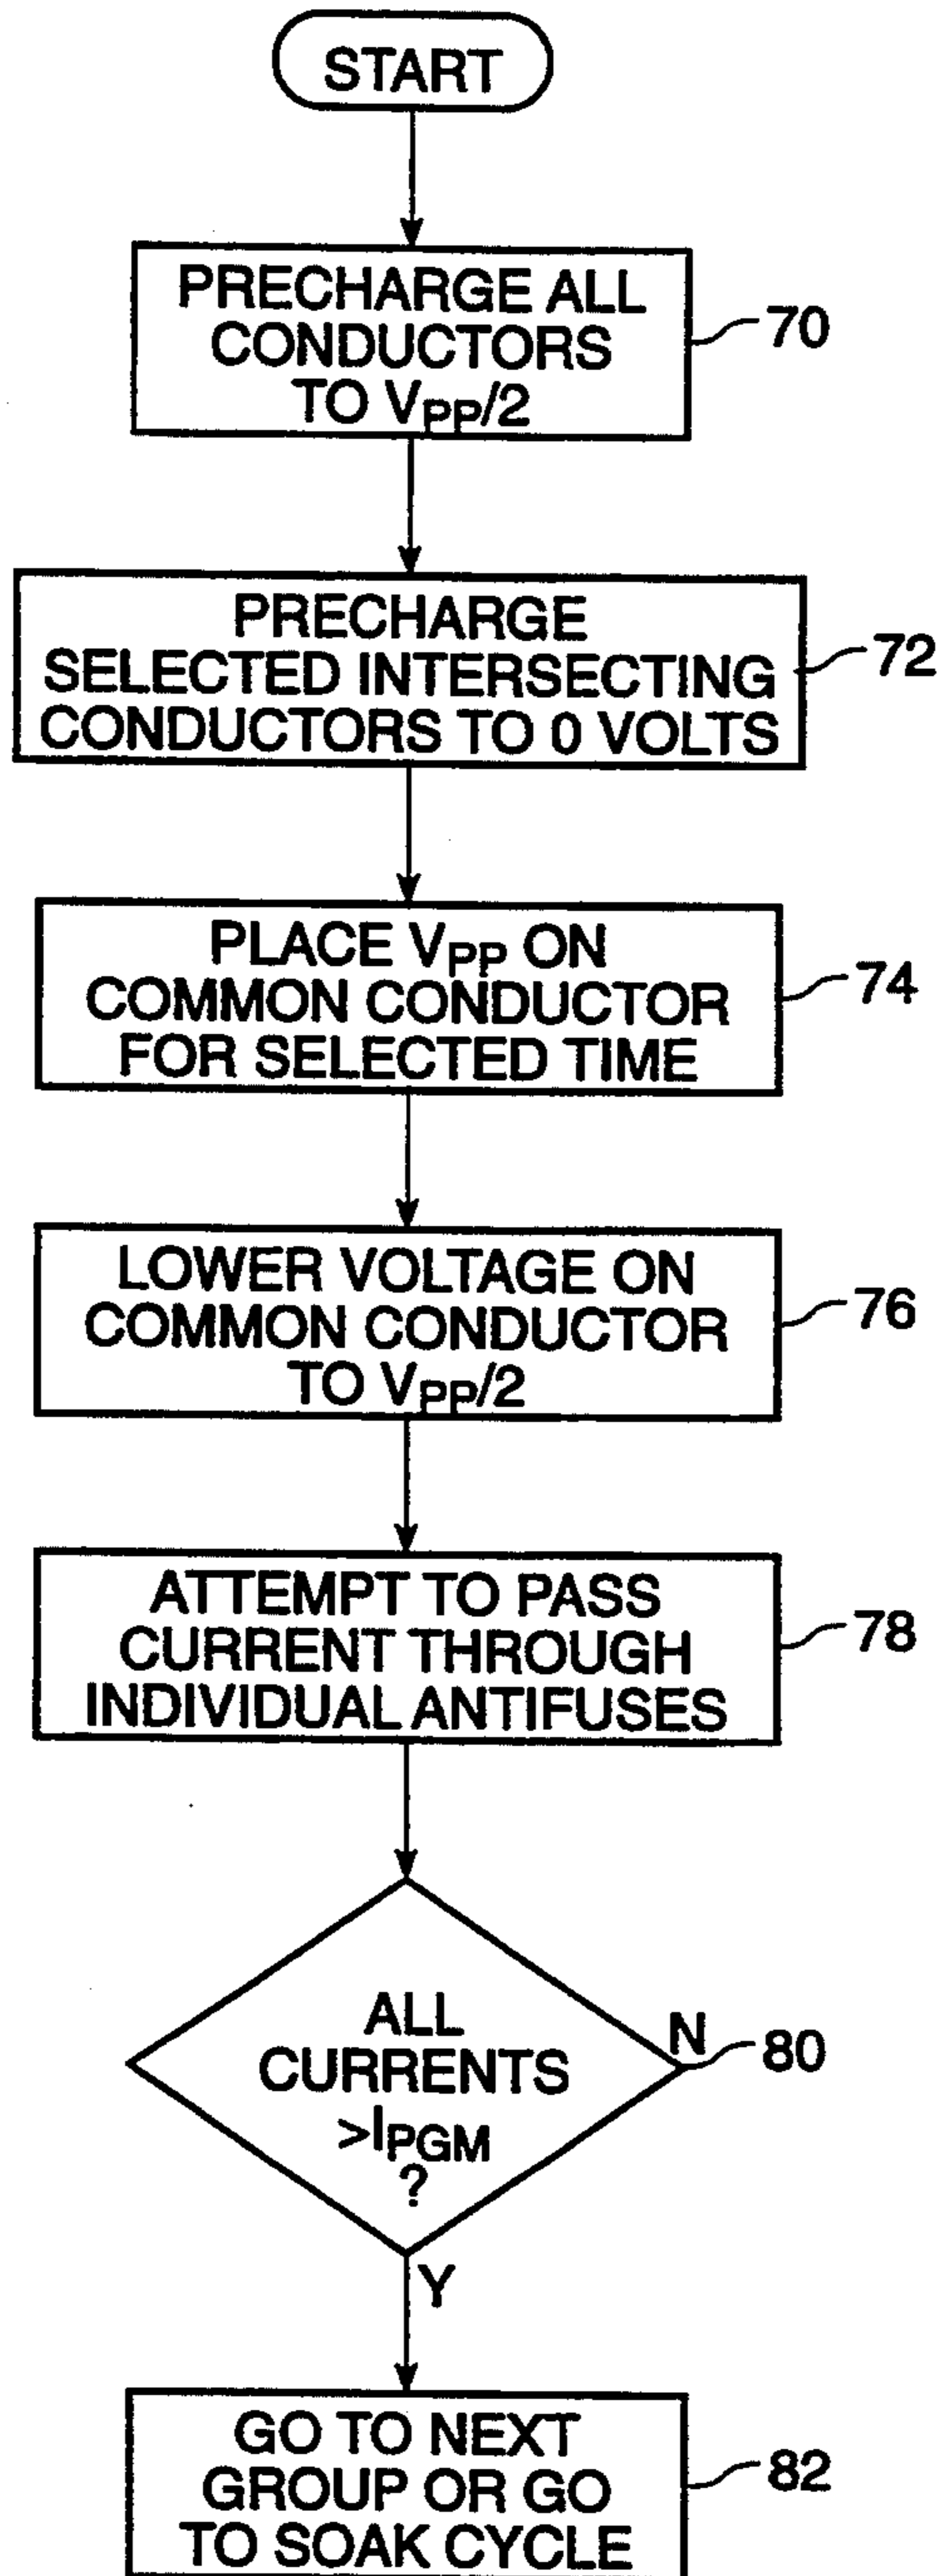 START
PRECHARGE ALL
CONDUCTORS
TO VPP/2
70
PRECHARGE
SELECTED INTERSECTING
CONDUCTORS TO 0 VOLTS
72
PLACE VPP ON
COMMON CONDUCTOR
FOR SELECTED TIME
74
LOWER VOLTAGE ON
COMMON CONDUCTOR
TO VPP/2
76
ATTEMPT TO PASS
CURRENT THROUGH
INDIVIDUAL ANTIFUSES
78
ALL
CURRENTS
>IPGM
?
N
80
Y
GO TO NEXT
GROUP OR GO
TO SOAK CYCLE
82